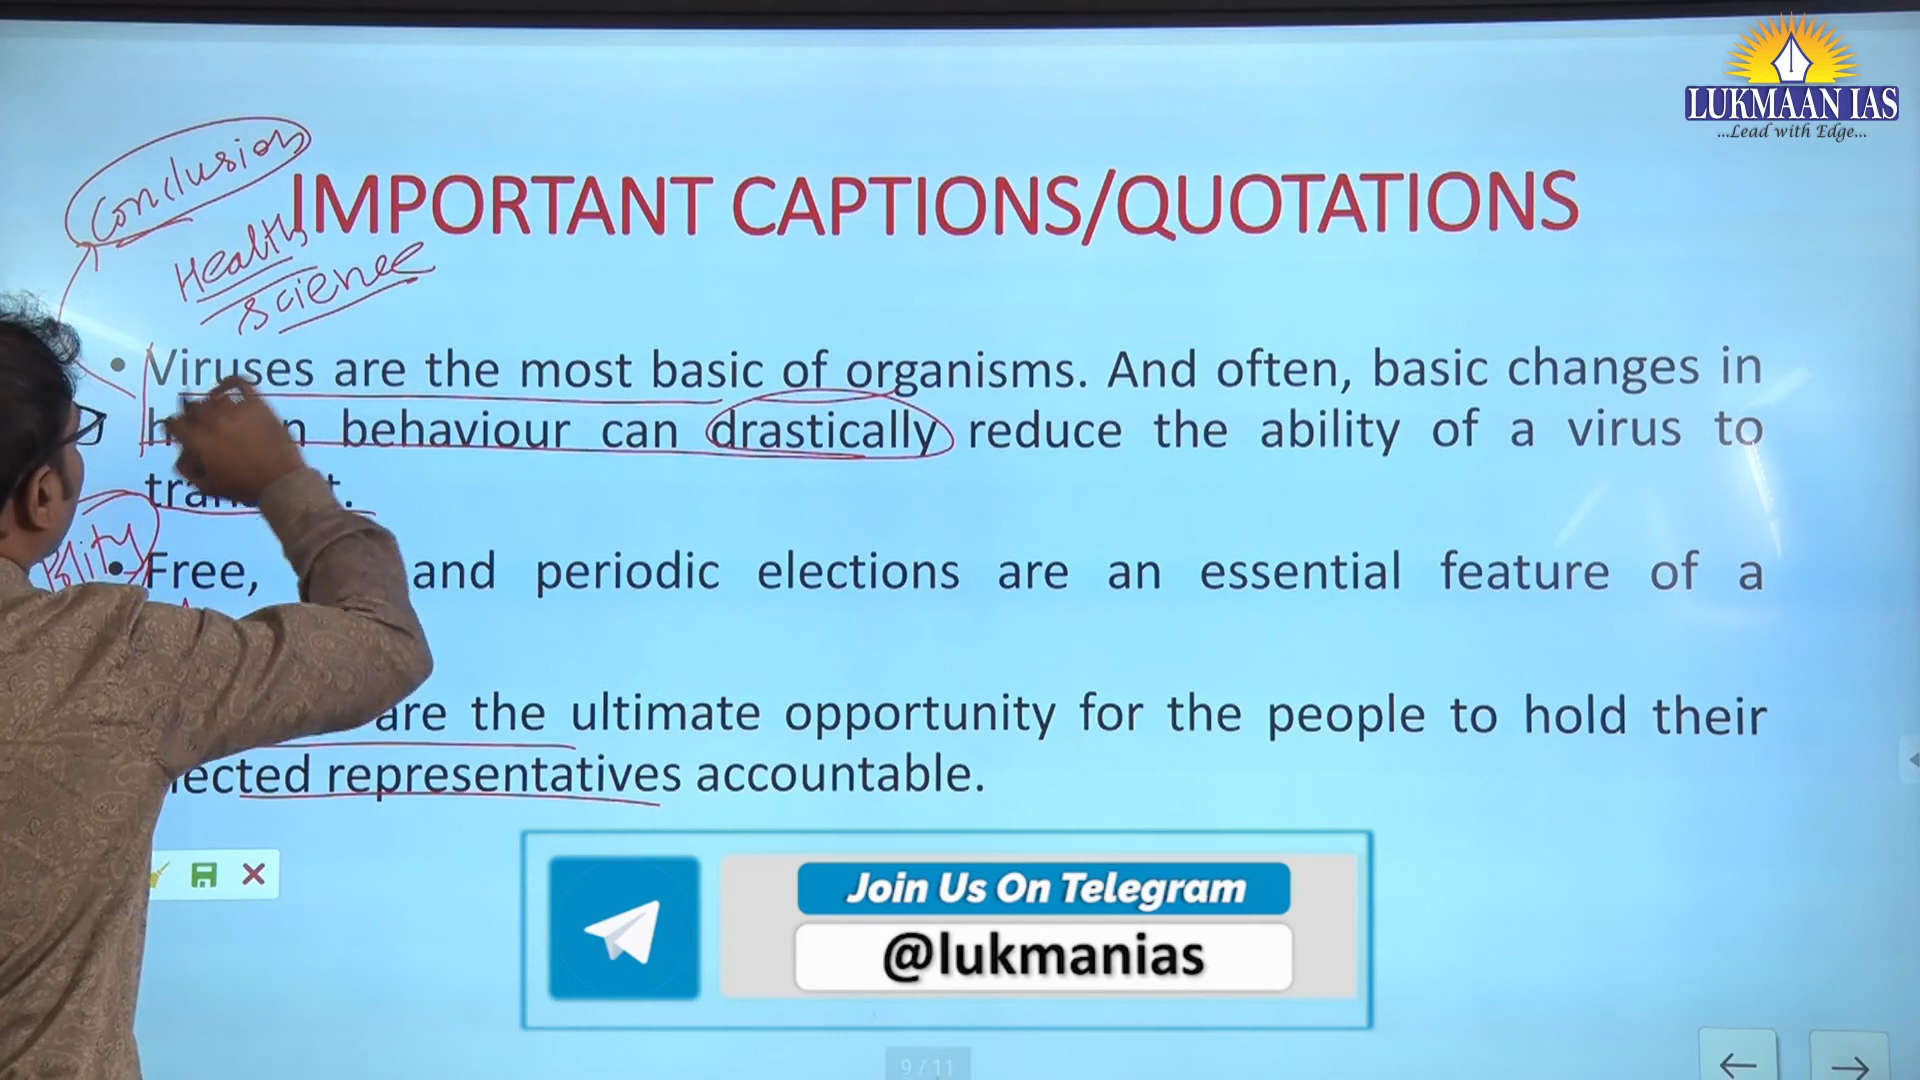 LUKMAAN IAS
...Lead with Edge...
Conclusion
Health
science
IMPORTANT CAPTIONS/QUOTATIONS
• Viruses are the most basic of organisms. And often, basic changes in
behaviour can drastically reduce the ability of a virus to
Polity
• Free, and periodic elections are an essential feature of a
are the ultimate opportunity for the people to hold their
representatives accountable.
Join Us On Telegram
@lukmanias
9 / 11